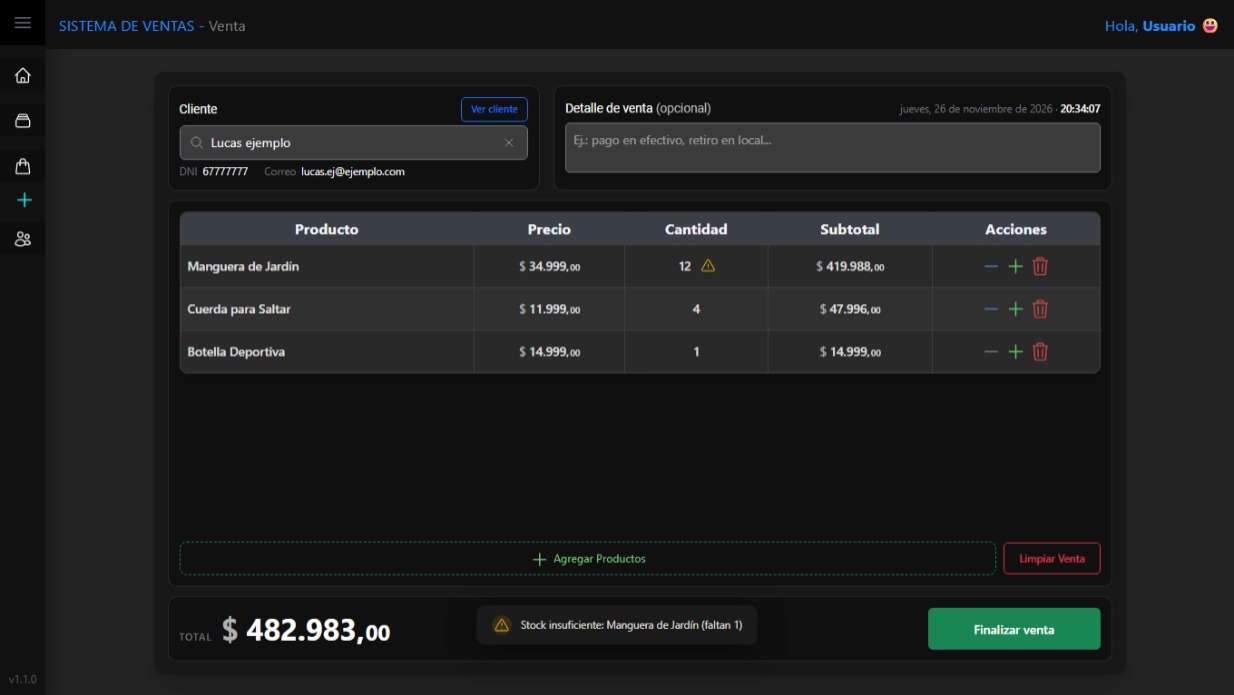 SISTEMA DE VENTAS - Venta
Hola, Usuario 😀
Cliente
Ver cliente
Lucas ejemplo
DNI 67777777 Correo lucas.ej@ejemplo.com
Detalle de venta (opcional)
jueves, 26 de noviembre de 2026 · 20:34:07
Ej.: pago en efectivo, retiro en local...
Producto Precio Cantidad Subtotal Acciones
Manguera de Jardín $ 34.999,00 12 $ 419.988,00
Cuerda para Saltar $ 11.999,00 4 $ 47.996,00
Botella Deportiva $ 14.999,00 1 $ 14.999,00
Agregar Productos
Limpiar Venta
TOTAL $ 482.983,00
Stock insuficiente: Manguera de Jardín (faltan 1)
Finalizar venta
v1.1.0